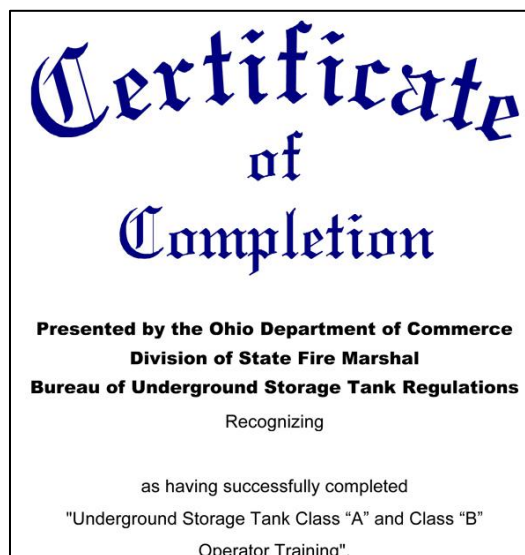 Certificate
of
Completion
Presented by the Ohio Department of Commerce
Division of State Fire Marshal
Bureau of Underground Storage Tank Regulations
Recognizing
as having successfully completed
"Underground Storage Tank Class “A” and Class “B”
Operator Training"